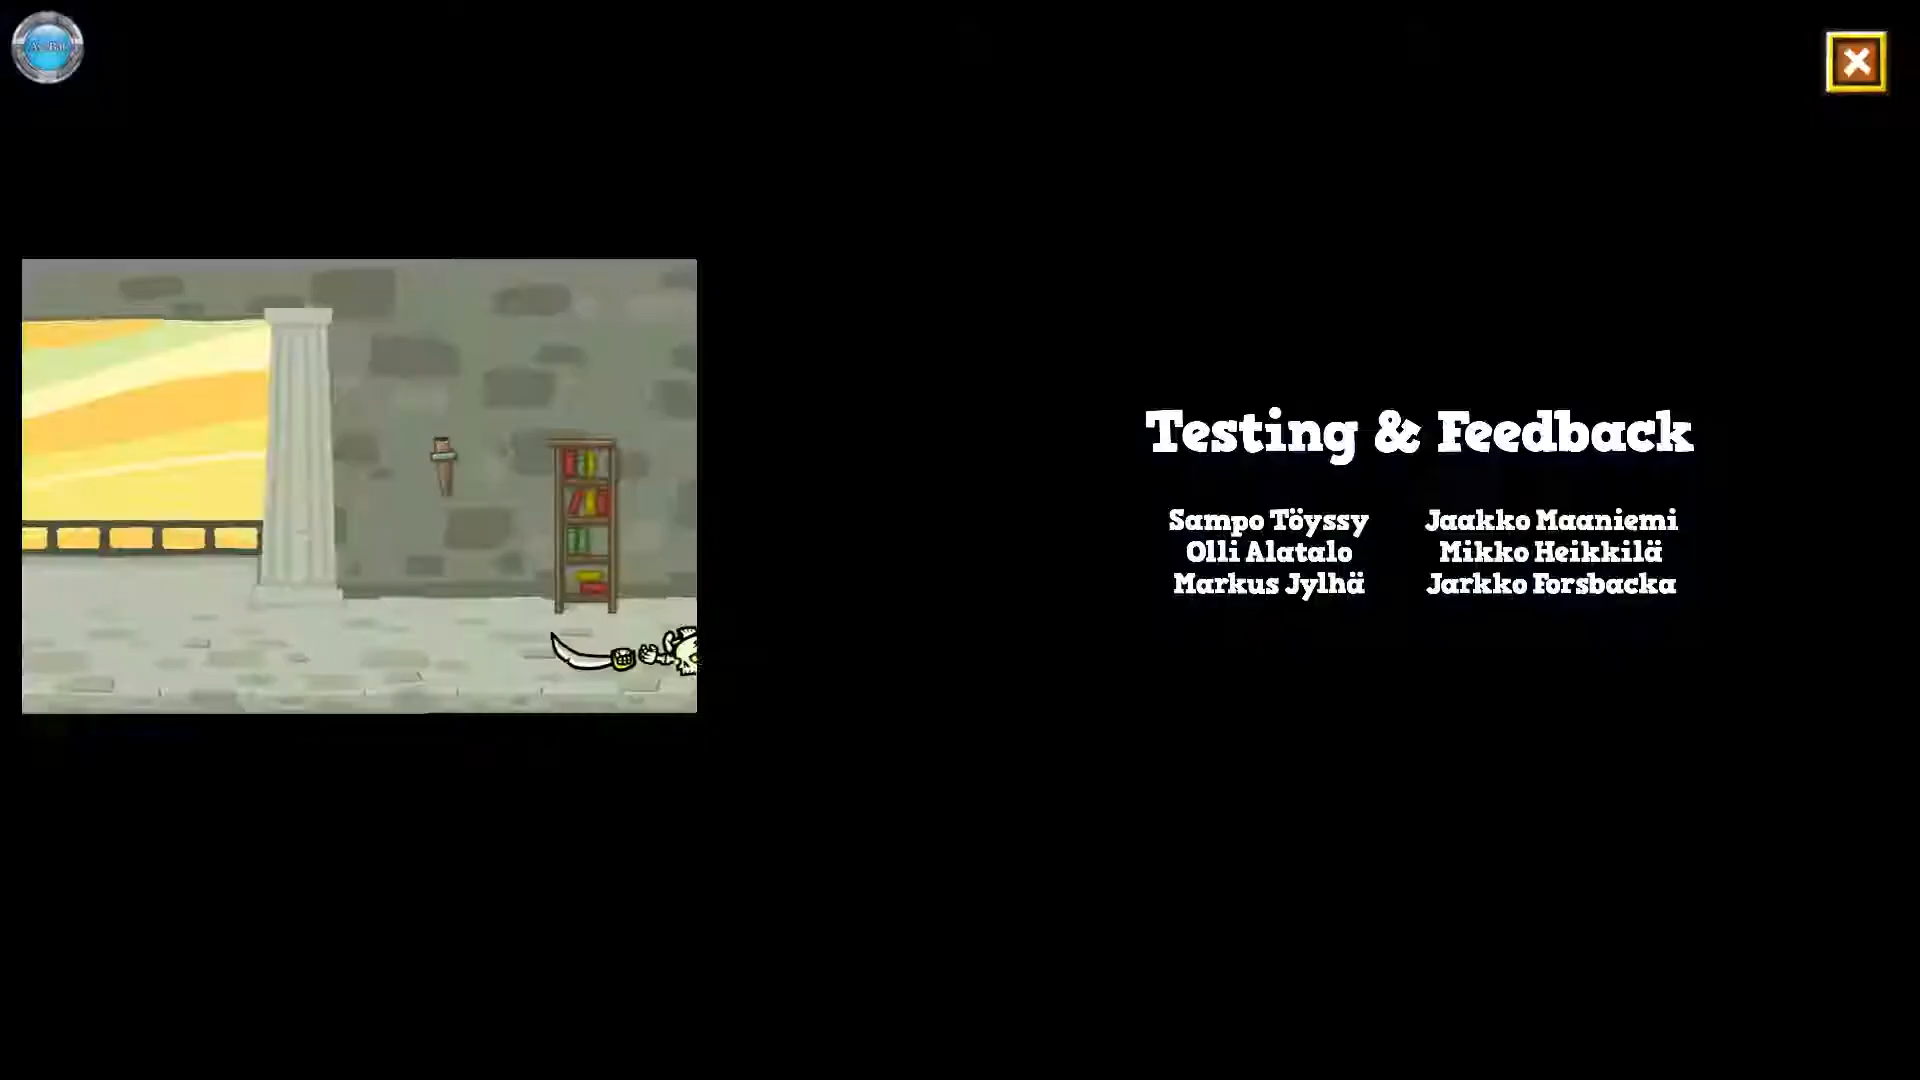 Testing & Feedback
Sampo Töyssy Jaakko Maaniemi
Olli Alatalo Mikko Heikkilä
Markus Jylhä Jarkko Forsbacka